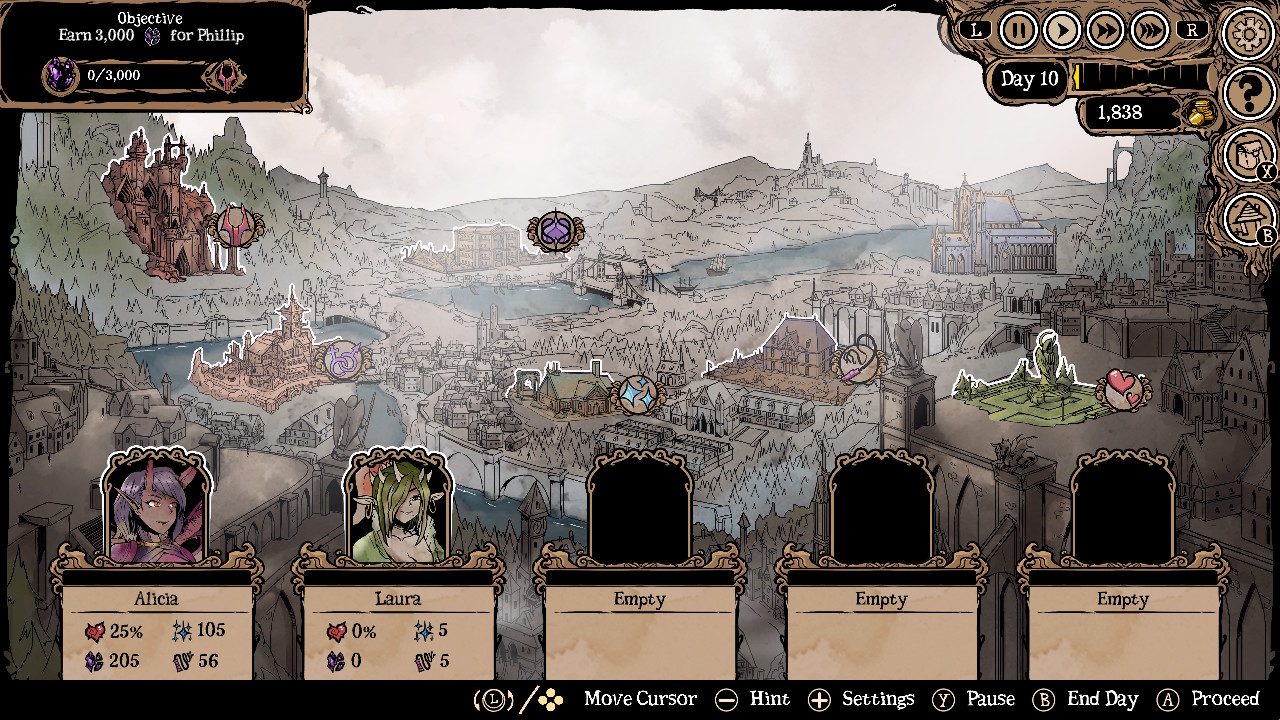 Objective
Earn 3,000 for Phillip
0/3,000
L R
Day 10
1,838
X
B
Alicia
25% 105
205 56
Laura
0% 5
0 5
Empty
Empty
Empty
L / Move Cursor − Hint + Settings Y Pause B End Day A Proceed